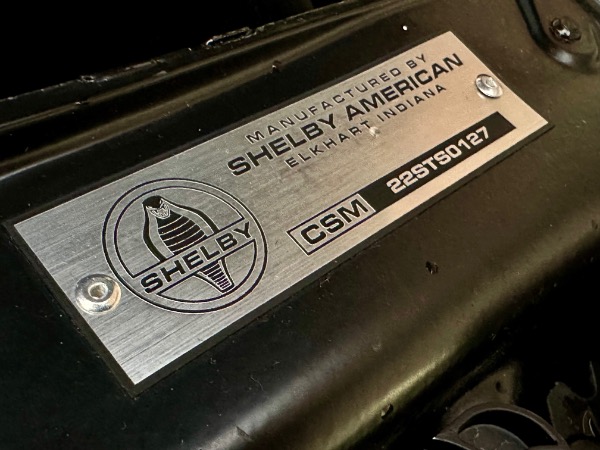 MANUFACTURED BY
SHELBY AMERICAN
ELKHART INDIANA
SHELBY
CSM 22STS0127